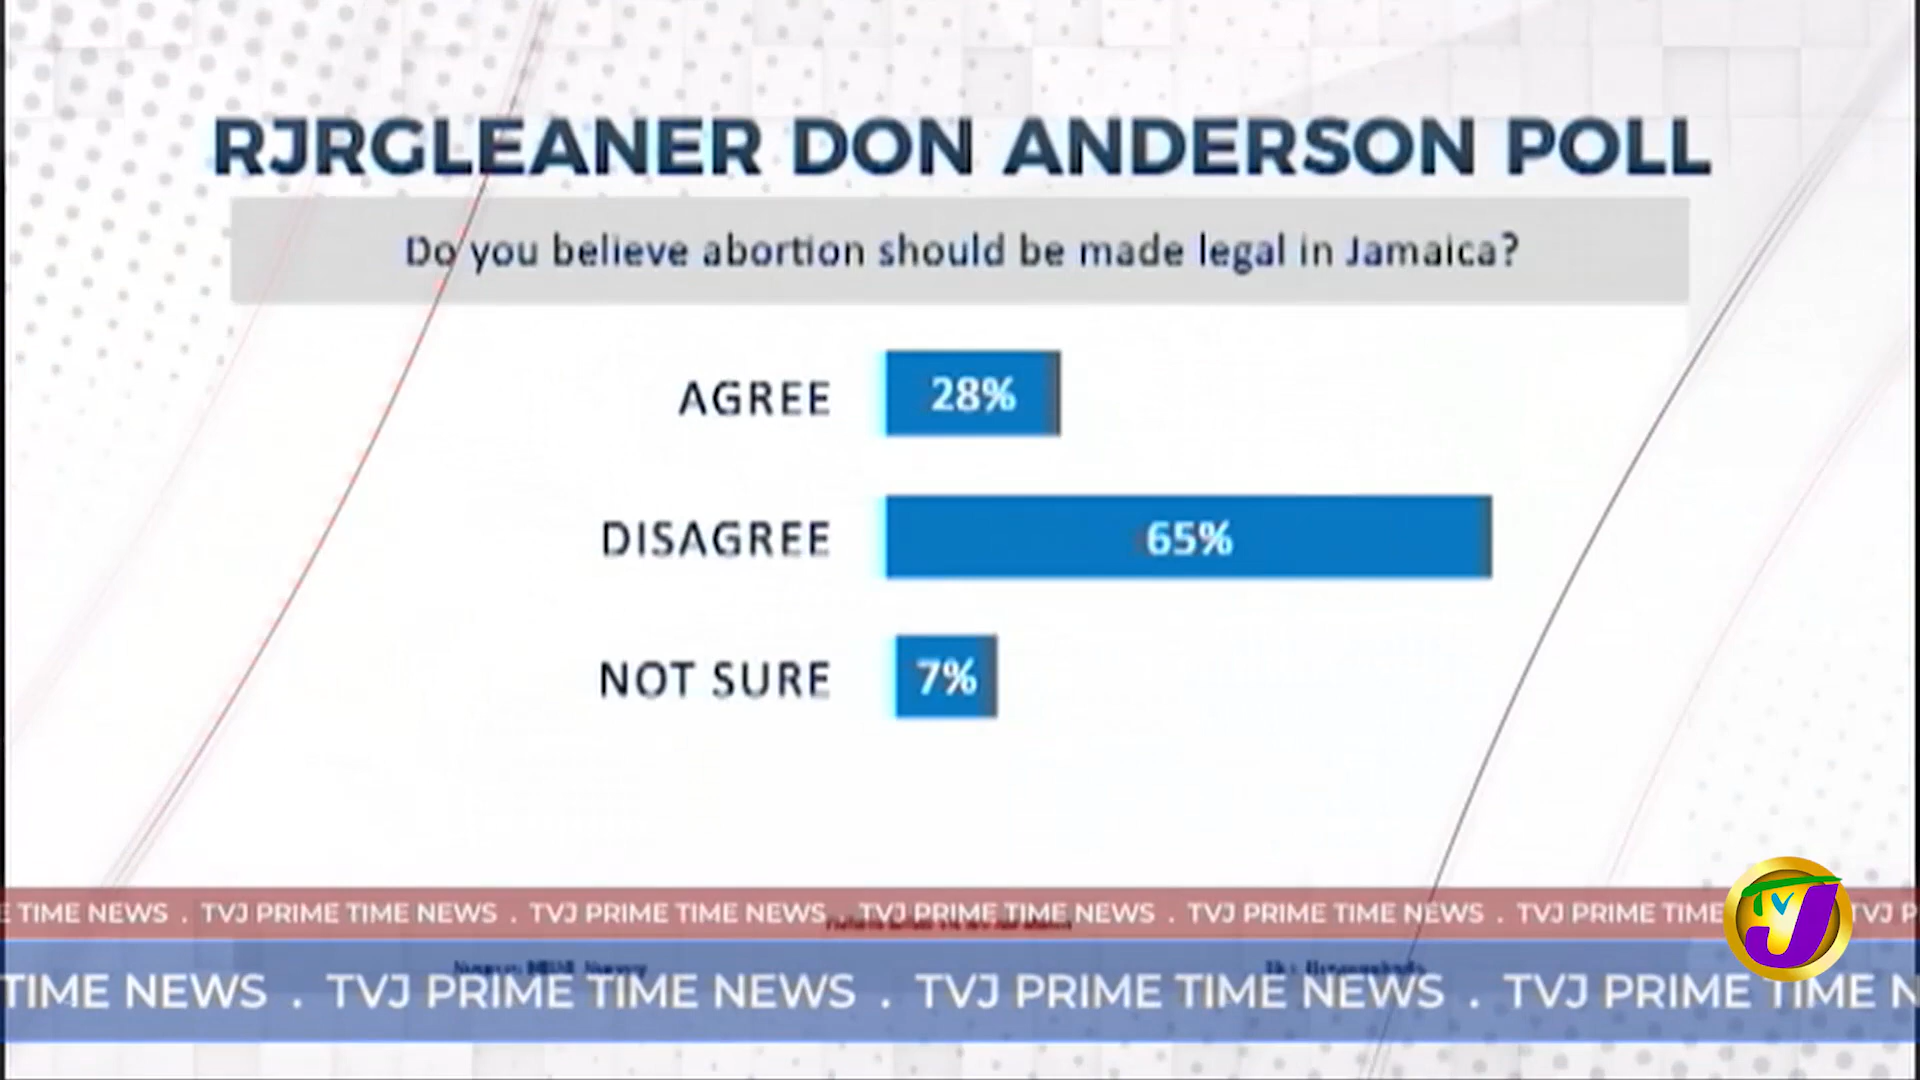 RJRGLEANER DON ANDERSON POLL
Do you believe abortion should be made legal in Jamaica?
AGREE 28%
DISAGREE 65%
NOT SURE 7%
E TIME NEWS . TVJ PRIME TIME NEWS . TVJ PRIME TIME NEWS . TVJ PRIME TIME NEWS . TVJ PRIME TIME NEWS . TVJ PRIME TIME TVJ P
TVJ
TIME NEWS . TVJ PRIME TIME NEWS . TVJ PRIME TIME NEWS . TVJ PRIME TIME N